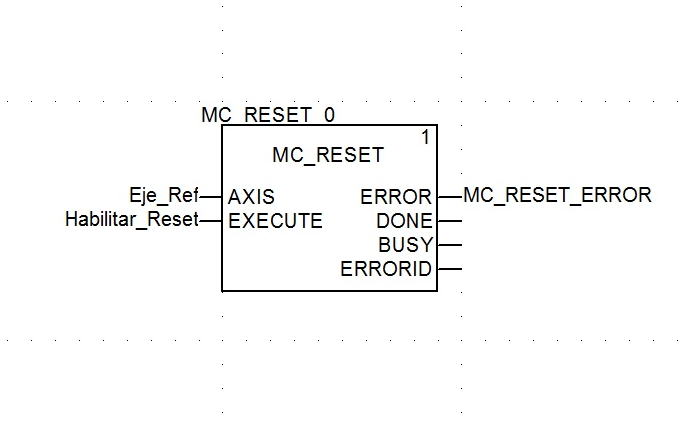 MC_RESET_0
1
MC_RESET
Eje_Ref AXIS ERROR MC_RESET_ERROR
Habilitar_Reset EXECUTE DONE
BUSY
ERRORID